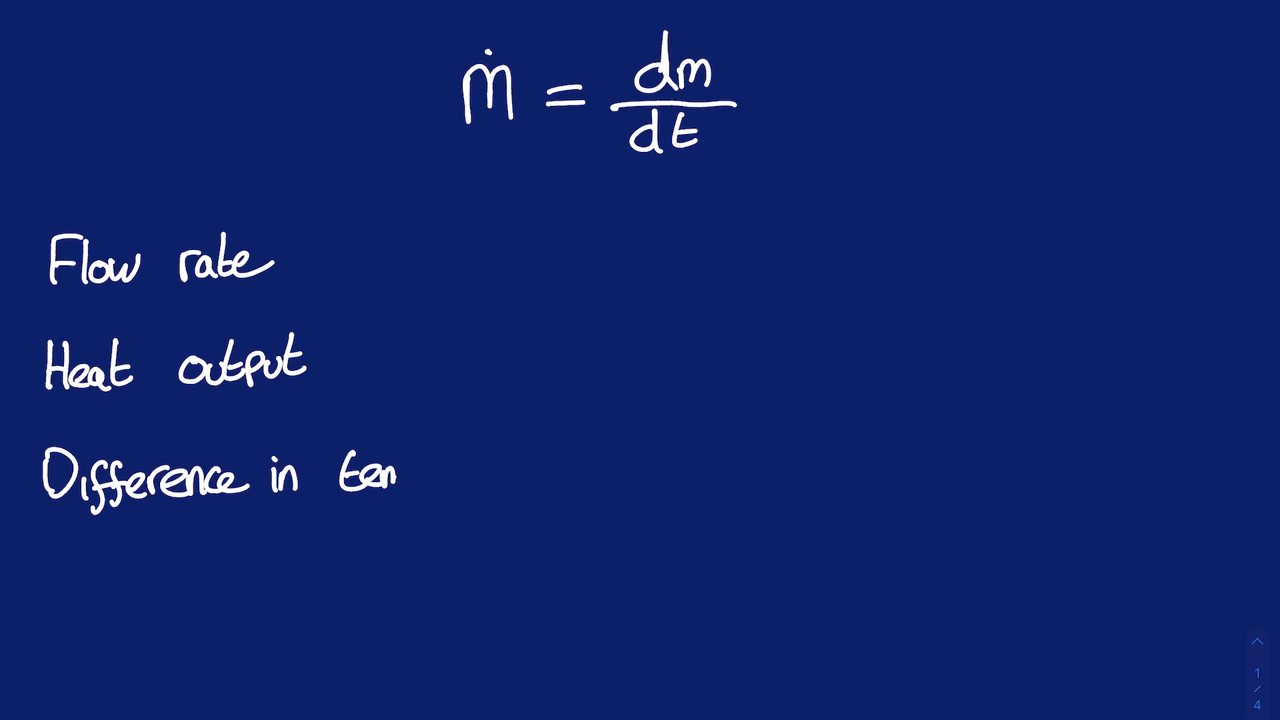 ṁ = dm/dt
Flow rate
Heat output
Difference in tem
1
/
4